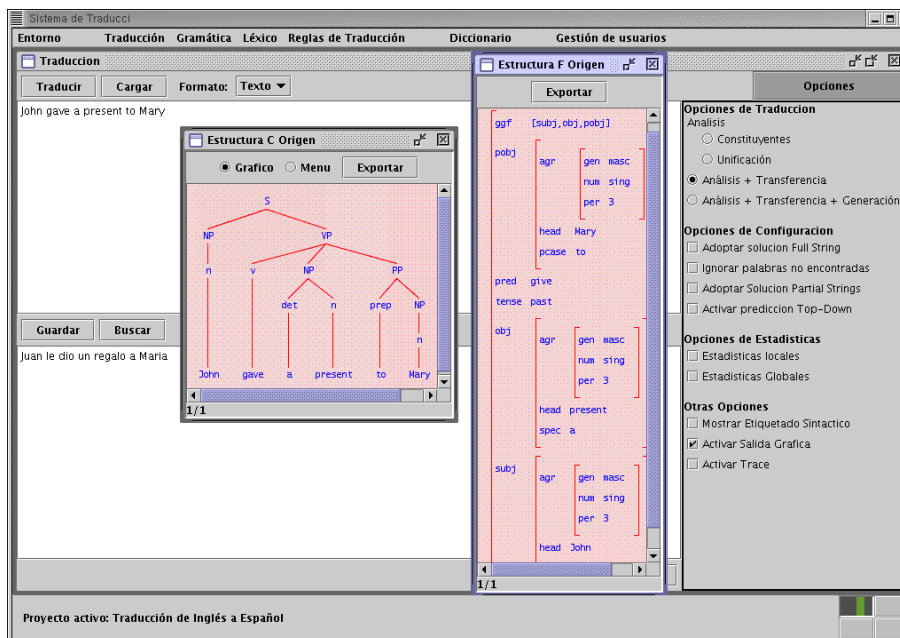 Sistema de Traducci
Entorno Traducción Gramática Léxico Reglas de Traducción Diccionario Gestión de usuarios
Traduccion
Traducir Cargar Formato: Texto
John gave a present to Mary
Estructura C Origen
Grafico Menu Exportar
S
NP VP
n v NP PP
det n prep NP
n
John gave a present to Mary
1/1
Guardar Buscar
Juan le dio un regalo a Maria
Estructura F Origen
Exportar
ggf [subj,obj,pobj]
pobj agr gen masc
num sing
per 3
head Mary
pcase to
pred give
tense past
obj agr gen masc
num sing
per 3
head present
spec a
subj agr gen masc
num sing
per 3
head John
1/1
Opciones
Opciones de Traduccion
Analisis
Constituyentes
Unificación
Análisis + Transferencia
Análisis + Transferencia + Generación
Opciones de Configuracion
Adoptar solucion Full String
Ignorar palabras no encontradas
Adoptar Solucion Partial Strings
Activar prediccion Top-Down
Opciones de Estadisticas
Estadisticas locales
Estadisticas Globales
Otras Opciones
Mostrar Etiquetado Sintactico
Activar Salida Grafica
Activar Trace
Proyecto activo: Traducción de Inglés a Español